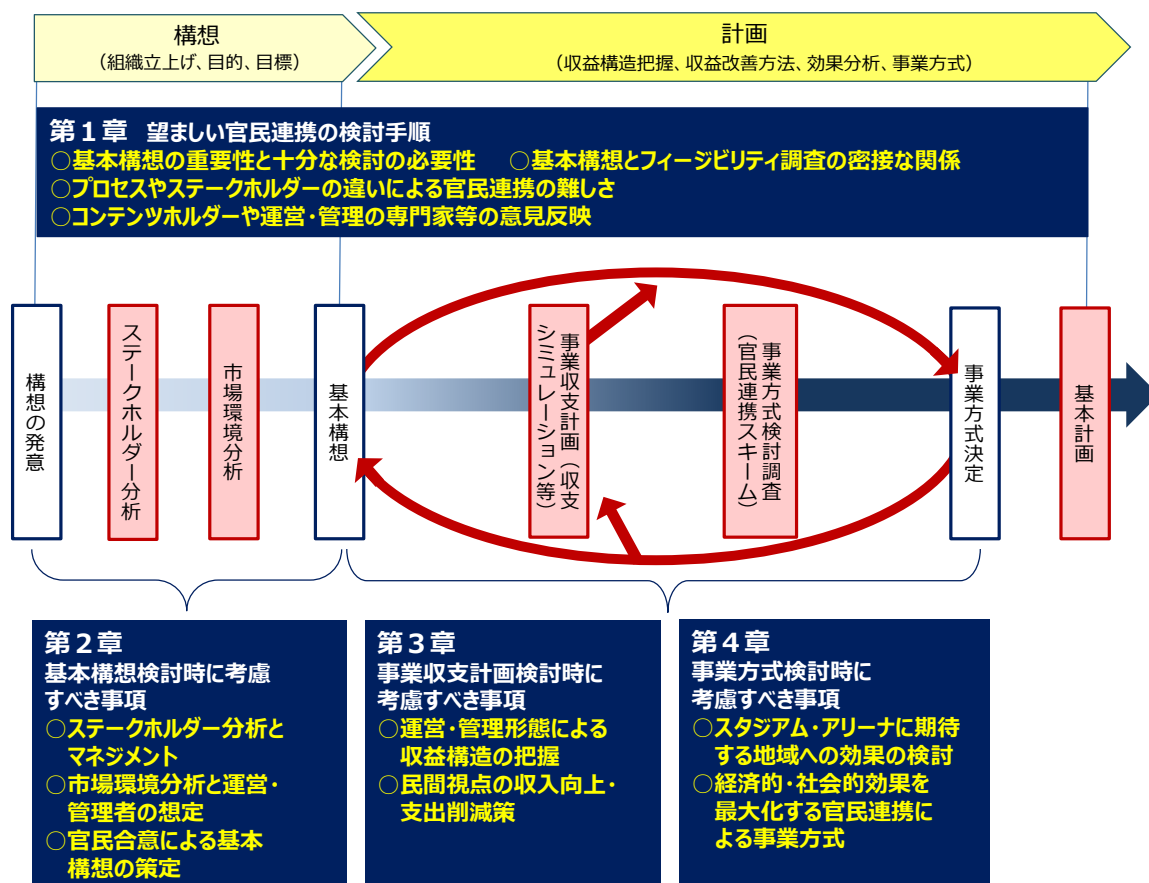 構想
（組織立上げ、目的、目標）
計画
（収益構造把握、収益改善方法、効果分析、事業方式）
第１章 望ましい官民連携の検討手順
○基本構想の重要性と十分な検討の必要性 ○基本構想とフィージビリティ調査の密接な関係
○プロセスやステークホルダーの違いによる官民連携の難しさ
○コンテンツホルダーや運営・管理の専門家等の意見反映
構想の発意
ステークホルダー分析
市場環境分析
基本構想
事業収支計画（収支
シミュレーション等）
事業方式検討調査
（官民連携スキーム）
事業方式決定
基本計画
第２章
基本構想検討時に考慮
すべき事項
○ステークホルダー分析と
マネジメント
○市場環境分析と運営・
管理者の想定
○官民合意による基本
構想の策定
第３章
事業収支計画検討時に
考慮すべき事項
○運営・管理形態による
収益構造の把握
○民間視点の収入向上・
支出削減策
第４章
事業方式検討時に
考慮すべき事項
○スタジアム・アリーナに期待
する地域への効果の検討
○経済的・社会的効果を
最大化する官民連携に
よる事業方式